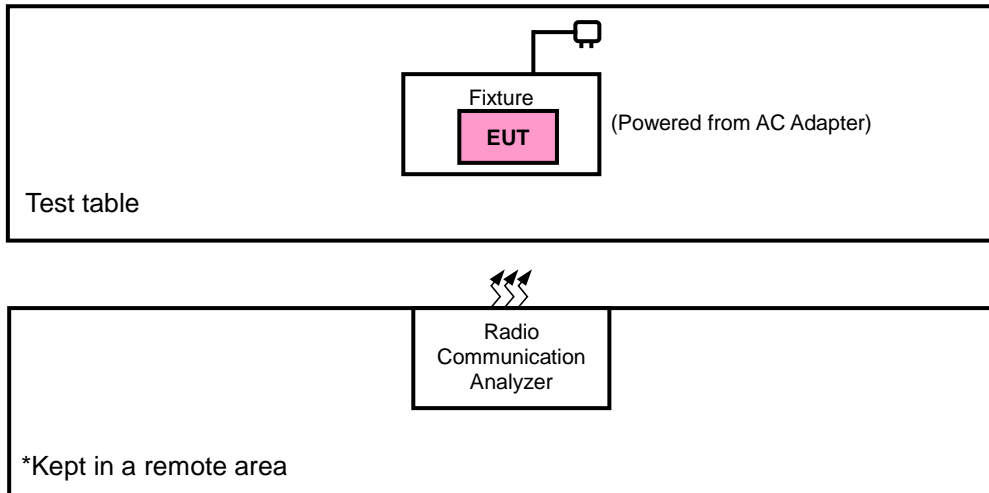 Fixture
EUT
(Powered from AC Adapter)
Test table
Radio
Communication
Analyzer
*Kept in a remote area